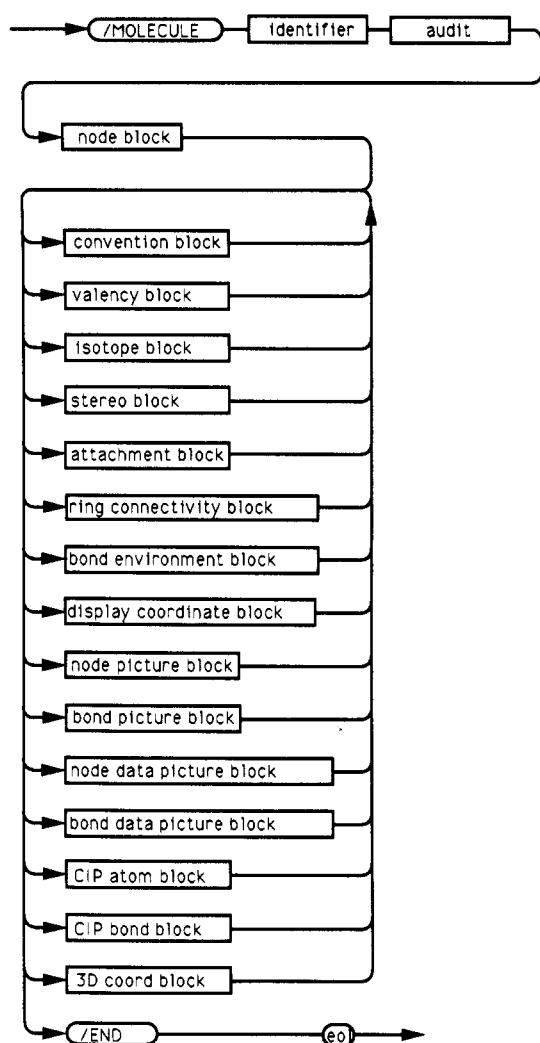 /MOLECULE identifier audit
node block
convention block
valency block
isotope block
stereo block
attachment block
ring connectivity block
bond environment block
display coordinate block
node picture block
bond picture block
node data picture block
bond data picture block
CIP atom block
CIP bond block
3D coord block
/END eol